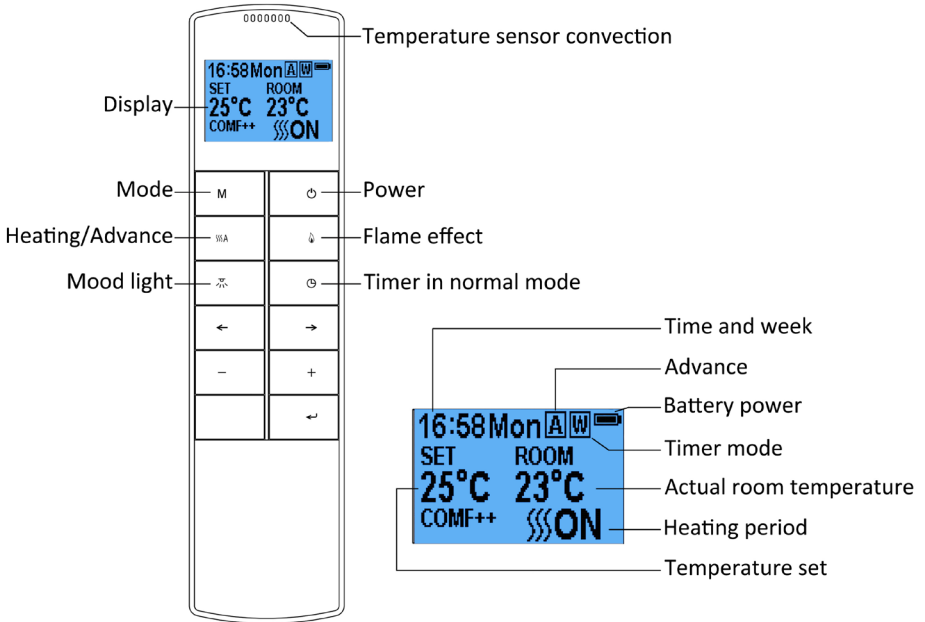 Temperature sensor convection
16:58Mon A W
SET ROOM
Display
25°C 23°C
COMF++ ON
Mode
M
Power
Heating/Advance
A
Flame effect
Mood light
Timer in normal mode
←
→
−
+
↵
Time and week
Advance
Battery power
16:58Mon A W
Timer mode
SET ROOM
25°C 23°C
Actual room temperature
COMF++ ON
Heating period
Temperature set